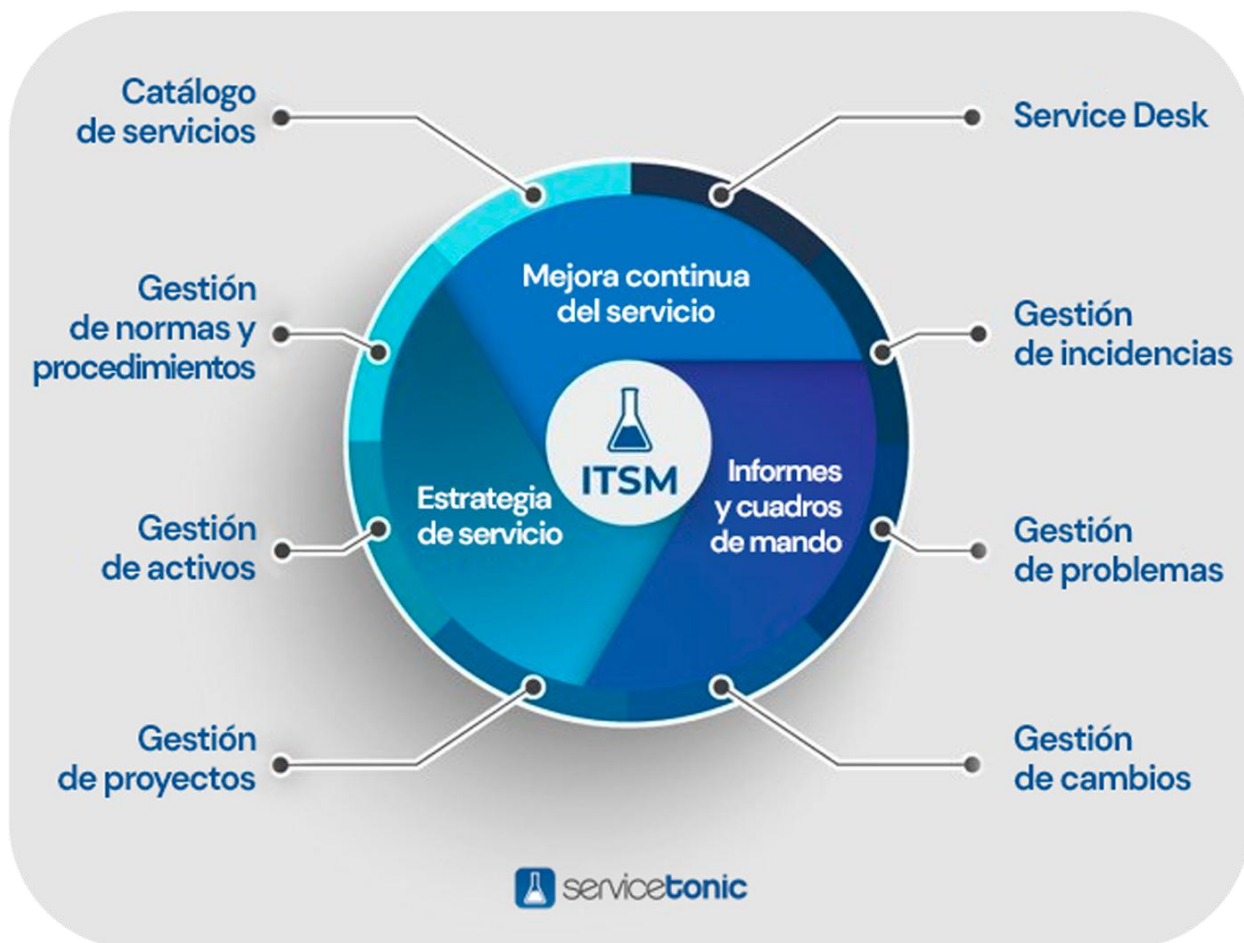 Catálogo
de servicios
Service Desk
Gestión
de normas y
procedimientos
Mejora continua
del servicio
Gestión
de incidencias
ITSM
Estrategia
de servicio
Informes
y cuadros
de mando
Gestión
de activos
Gestión
de problemas
Gestión
de proyectos
Gestión
de cambios
servicetonic